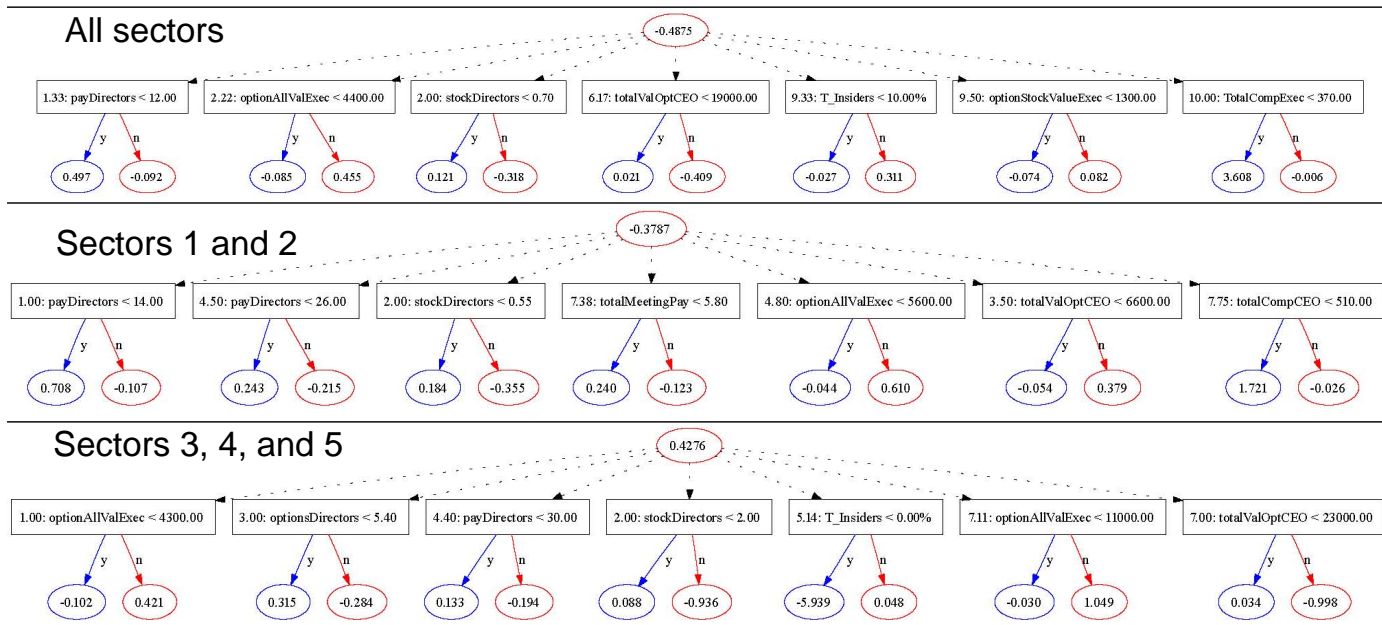 All sectors
-0.4875
1.33: payDirectors < 12.00 2.22: optionAllValExec < 4400.00 2.00: stockDirectors < 0.70 6.17: totalValOptCEO < 19000.00 9.33: T_Insiders < 10.00% 9.50: optionStockValueExec < 1300.00 10.00: TotalCompExec < 370.00
y n y n y n y n y n y n y n
0.497 -0.092 -0.085 0.455 0.121 -0.318 0.021 -0.409 -0.027 0.311 -0.074 0.082 3.608 -0.006
Sectors 1 and 2
-0.3787
1.00: payDirectors < 14.00 4.50: payDirectors < 26.00 2.00: stockDirectors < 0.55 7.38: totalMeetingPay < 5.80 4.80: optionAllValExec < 5600.00 3.50: totalValOptCEO < 6600.00 7.75: totalCompCEO < 510.00
y n y n y n y n y n y n y n
0.708 -0.107 0.243 -0.215 0.184 -0.355 0.240 -0.123 -0.044 0.610 -0.054 0.379 1.721 -0.026
Sectors 3, 4, and 5
0.4276
1.00: optionAllValExec < 4300.00 3.00: optionsDirectors < 5.40 4.40: payDirectors < 30.00 2.00: stockDirectors < 2.00 5.14: T_Insiders < 0.00% 7.11: optionAllValExec < 11000.00 7.00: totalValOptCEO < 23000.00
y n y n y n y n y n y n y n
-0.102 0.421 0.315 -0.284 0.133 -0.194 0.088 -0.936 -5.939 0.048 -0.030 1.049 0.034 -0.998